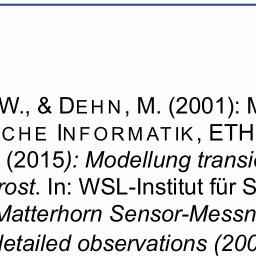 W., & DEHN, M. (2001): M
CHE INFORMATIK, ETH
(2015): Modellung transi
rost. In: WSL-Institut für S
Matterhorn Sensor-Messn
detailed observations (200